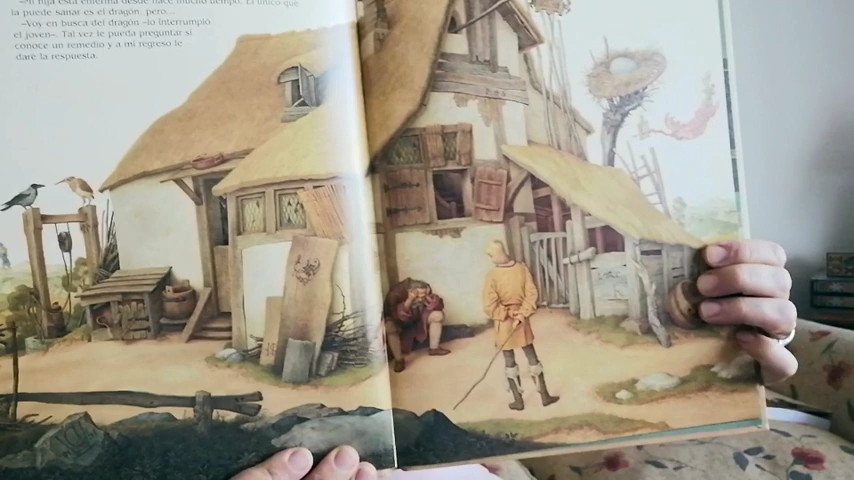 hija está enferma desde hace mucho tiempo. El único que
la puede sanar es el dragón, pero...
–Voy en busca del dragón –lo interrumpió
el joven–. Tal vez le pueda preguntar si
conoce un remedio y a mi regreso le
daré la respuesta.